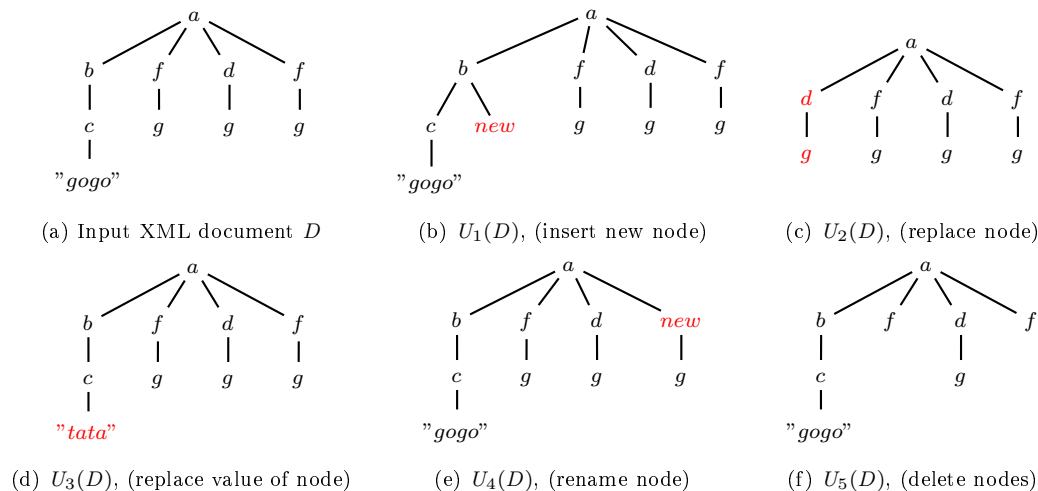 a
b f d f
c g g g
"gogo"
(a) Input XML document D
a
b f d f
c new g g g
"gogo"
(b) U1(D), (insert new node)
a
d f d f
g g g g
(c) U2(D), (replace node)
a
b f d f
c g g g
"tata"
(d) U3(D), (replace value of node)
a
b f d new
c g g g
"gogo"
(e) U4(D), (rename node)
a
b f d f
c g
"gogo"
(f) U5(D), (delete nodes)